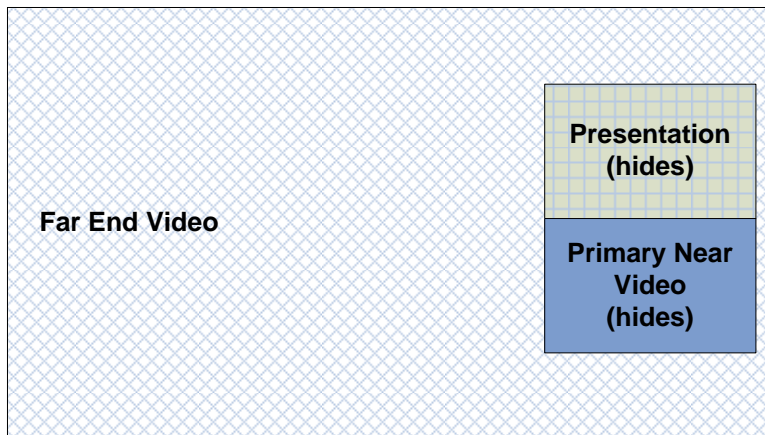 Far End Video
Presentation
(hides)
Primary Near
Video
(hides)